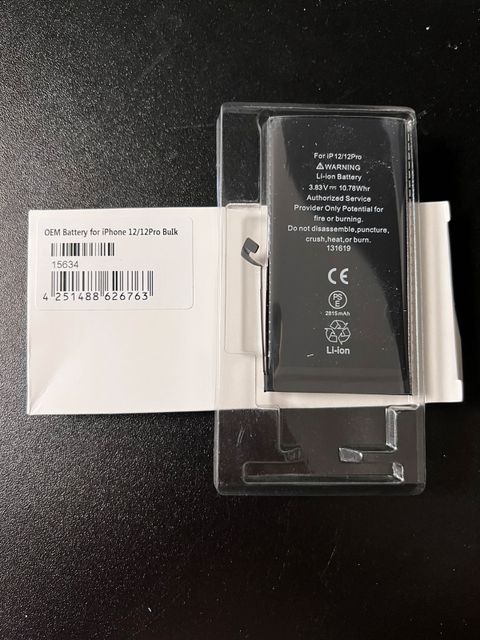 OEM Battery for iPhone 12/12Pro Bulk
15634
4 251488 626763
For iP12/12Pro
⚠WARNING
Li-ion Battery
3.83V⎓ 10.78Whr
Authorized Service
Provider Only Potential for
fire or burning.
Do not disassemble,puncture,
crush,heat,or burn.
131619
CE
PS
E
2815mAh
Li-ion